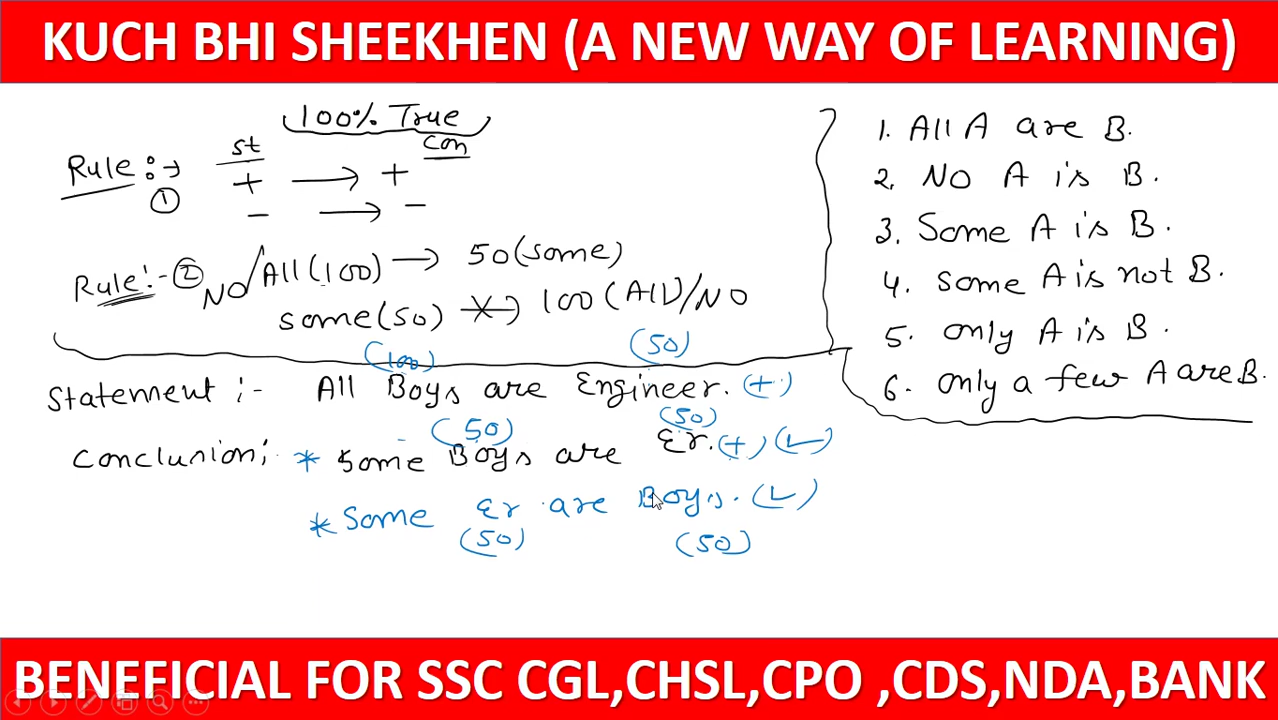 KUCH BHI SHEEKHEN (A NEW WAY OF LEARNING)
100% True
Rule :→ ① st con
+ → +
- → -
Rule:- ② NO/All(100) → 50(some)
some(50) ✗→ 100(All)/NO
1. All A are B.
2. NO A is B.
3. Some A is B.
4. some A is not B.
5. only A is B.
6. only a few A are B.
(100) (50)
Statement :- All Boys are Engineer. (+)
(50) (50)
Conclusion: * Some Boys are Er. (+) (✓)
* Some Er are Boys. (✓)
(50) (50)
BENEFICIAL FOR SSC CGL,CHSL,CPO ,CDS,NDA,BANK